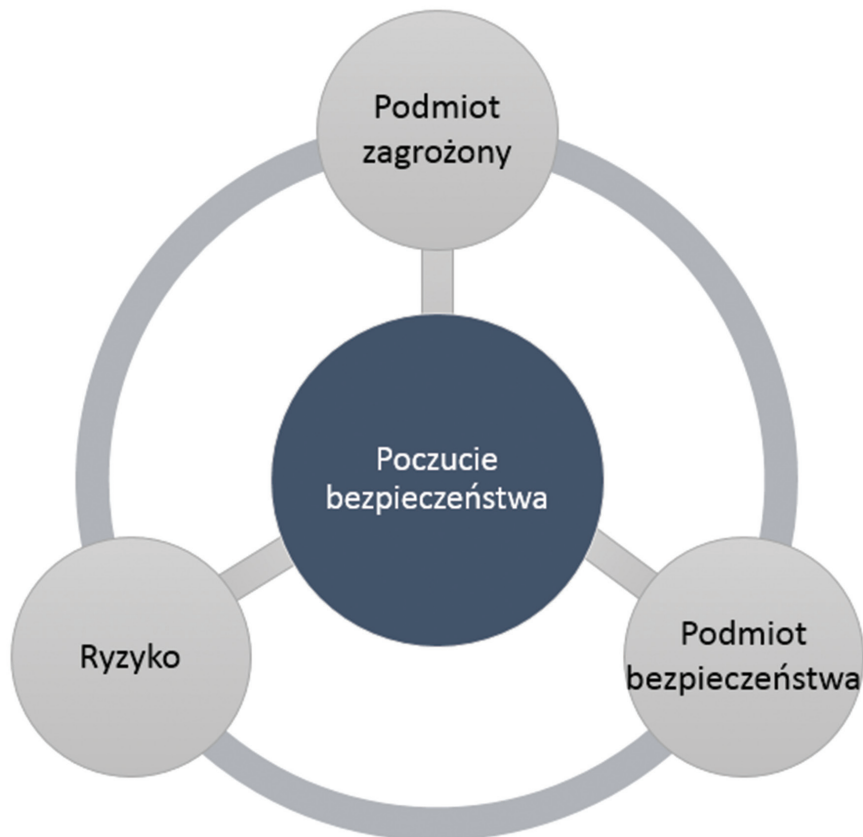 Podmiot
zagrożony
Poczucie
bezpieczeństwa
Ryzyko
Podmiot
bezpieczeństwa